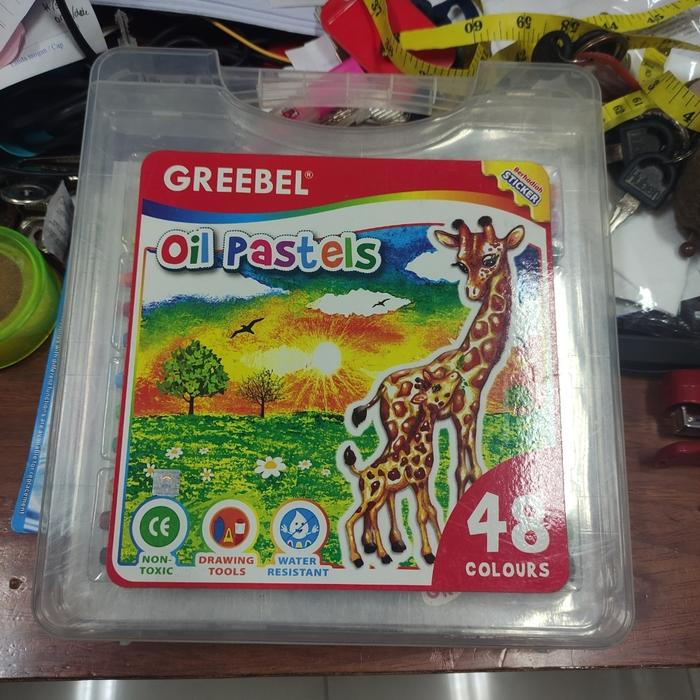 GREEBEL®
Berhadiah
STICKER
Oil Pastels
CE
NON-
TOXIC
DRAWING
TOOLS
WATER
RESISTANT
48
COLOURS